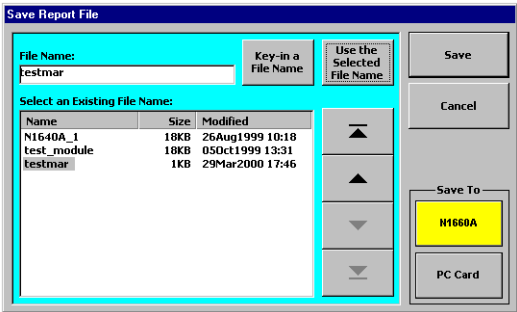 Save Report File
File Name:
testmar
Key-in a
File Name
Use the
Selected
File Name
Save
Cancel
Select an Existing File Name:
Name Size Modified
N1640A_1 18KB 26Aug1999 10:18
test_module 18KB 05Oct1999 13:31
testmar 1KB 29Mar2000 17:46
Save To
N1660A
PC Card